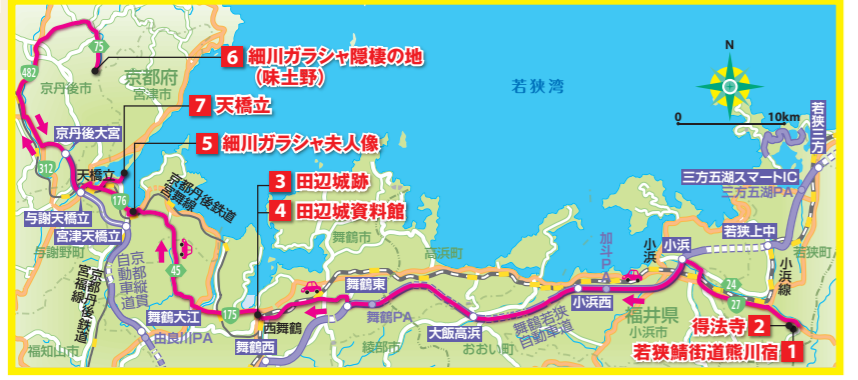 75
482
京丹後市
京都府
宮津市
6 細川ガラシャ隠棲の地
（味土野）
7 天橋立
5 細川ガラシャ夫人像
3 田辺城跡
4 田辺城資料館
若狭湾
N
0 10km
若狭三方
三方五湖スマートIC
三方五湖PA
京丹後大宮
312
天橋立
176
与謝天橋立
宮津天橋立
与謝野町
京都丹後鉄道
宮舞線
京都縦貫
自動車道
京都丹後鉄道
宮福線
45
175
舞鶴大江
由良川PA
福知山市
西舞鶴
舞鶴西
舞鶴市
舞鶴東
舞鶴PA
綾部市
高浜町
大飯高浜
おおい町
舞鶴若狭
自動車道
加斗PA
小浜西
小浜
小浜
若狭上中
若狭町
小浜線
24
27
福井県
小浜市
得法寺 2
若狭鯖街道熊川宿 1